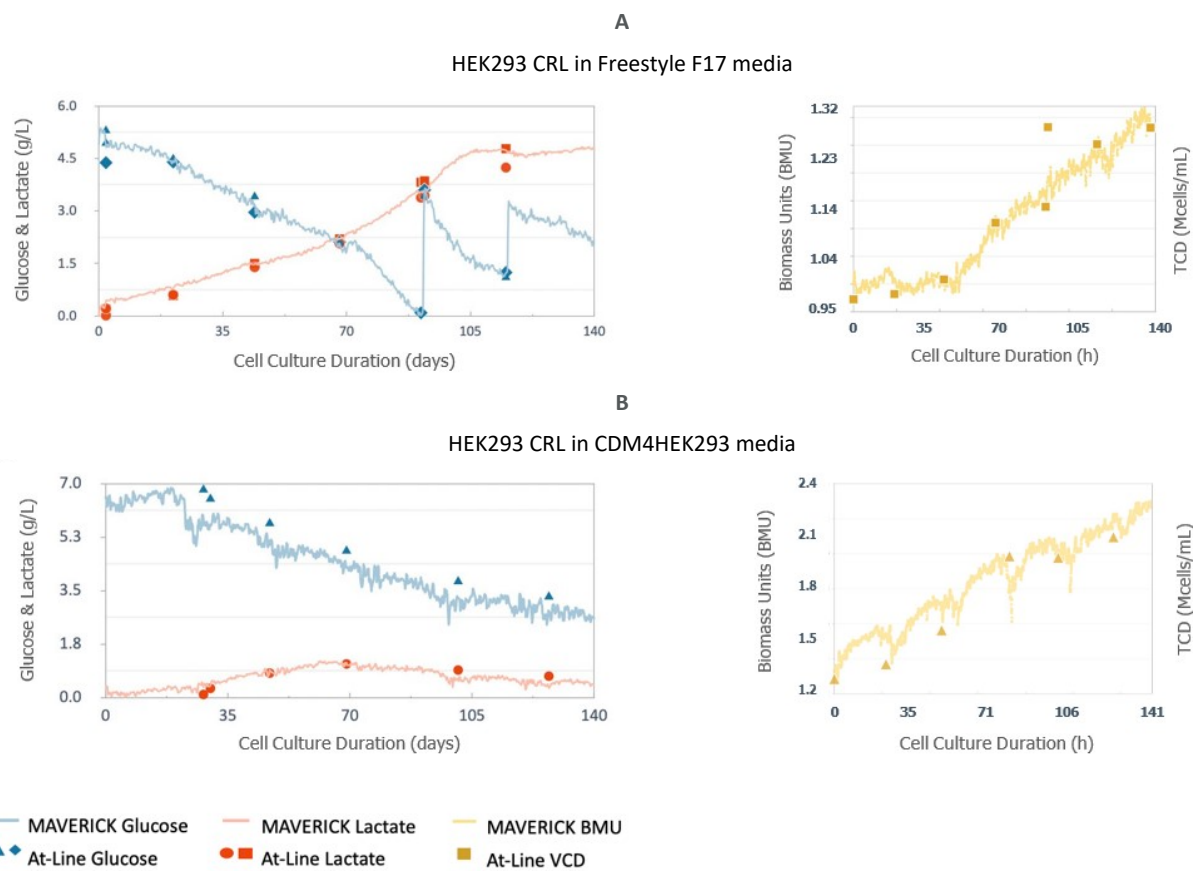 A
HEK293 CRL in Freestyle F17 media
Glucose & Lactate (g/L)
6.0
4.5
3.0
1.5
0.0
0 35 70 105 140
Cell Culture Duration (days)
Biomass Units (BMU)
1.32
1.23
1.14
1.04
0.95
0 35 70 105 140
Cell Culture Duration (h)
TCD (Mcells/mL)
B
HEK293 CRL in CDM4HEK293 media
Glucose & Lactate (g/L)
7.0
5.3
3.5
1.8
0.0
0 35 70 105 140
Cell Culture Duration (days)
Biomass Units (BMU)
2.4
2.1
1.8
1.5
1.2
0 35 71 106 141
Cell Culture Duration (h)
TCD (Mcells/mL)
MAVERICK Glucose MAVERICK Lactate MAVERICK BMU
At-Line Glucose At-Line Lactate At-Line VCD